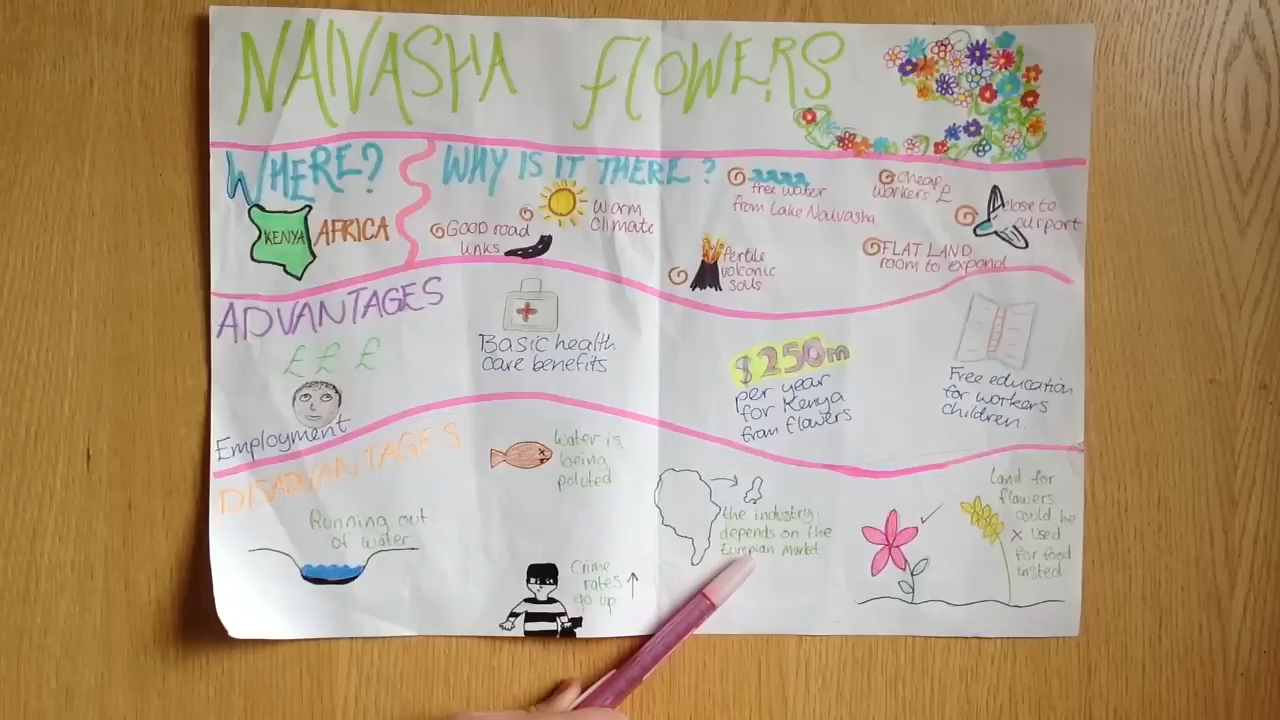 NAIVASHA FLOWERS
WHERE?
KENYA
AFRICA
WHY IS IT THERE?
GOOD road
links
Warm
climate
free water
from Lake Naivasha
fertile
volcanic
soils
cheap
workers £
close to
airport
FLAT LAND
room to expand
ADVANTAGES
£ £ £
Employment
Basic health
care benefits
$250m
per year
for Kenya
from flowers
Free education
for workers
children.
DISADVANTAGES
Running out
of water
Water is
being
poluted
Crime
rates
go up
the industry
depends on the
Euro­pian Market
land for
flowers
could be
used
for food
insted